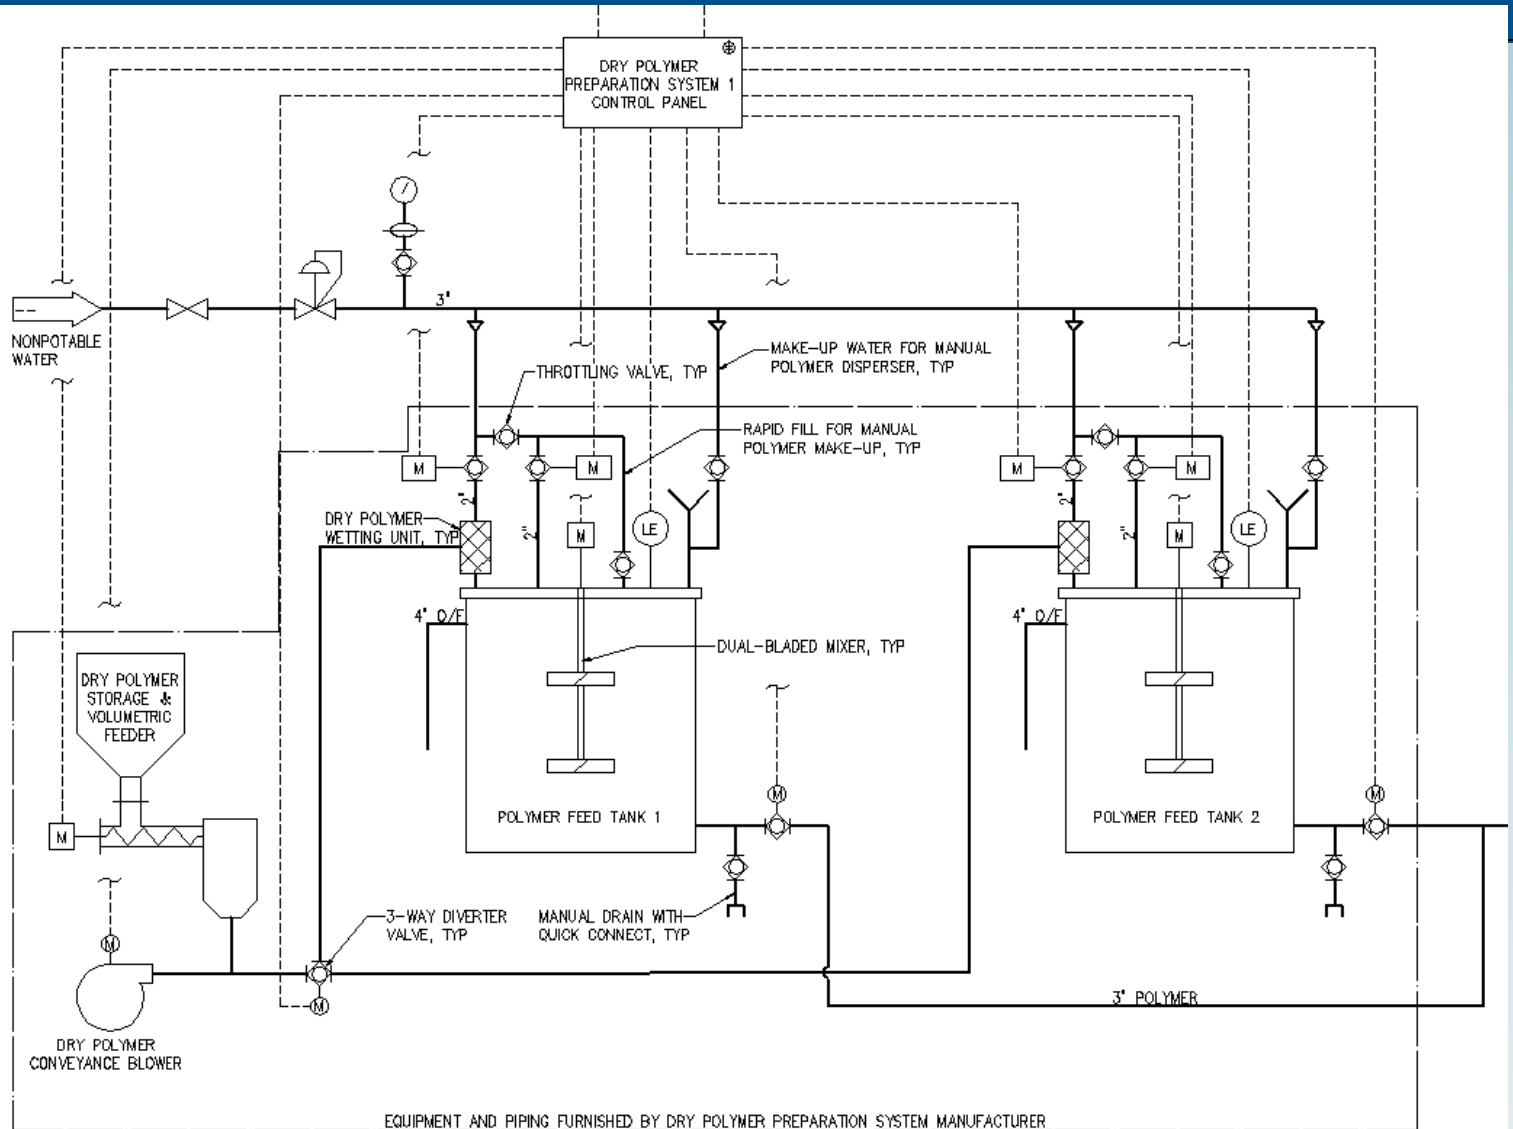 DRY POLYMER
PREPARATION SYSTEM 1
CONTROL PANEL
3"
NONPOTABLE
WATER
MAKE-UP WATER FOR MANUAL
POLYMER DISPERSER, TYP
THROTTLING VALVE, TYP
RAPID FILL FOR MANUAL
POLYMER MAKE-UP, TYP
M
M
M
M
2"
2"
DRY POLYMER
WETTING UNIT, TYP
2"
M
LE
2"
M
LE
4" O/F
4" O/F
DUAL-BLADED MIXER, TYP
DRY POLYMER
STORAGE &
VOLUMETRIC
FEEDER
M
M
POLYMER FEED TANK 1
POLYMER FEED TANK 2
M
3-WAY DIVERTER
VALVE, TYP
MANUAL DRAIN WITH
QUICK CONNECT, TYP
M
M
3" POLYMER
DRY POLYMER
CONVEYANCE BLOWER
EQUIPMENT AND PIPING FURNISHED BY DRY POLYMER PREPARATION SYSTEM MANUFACTURER